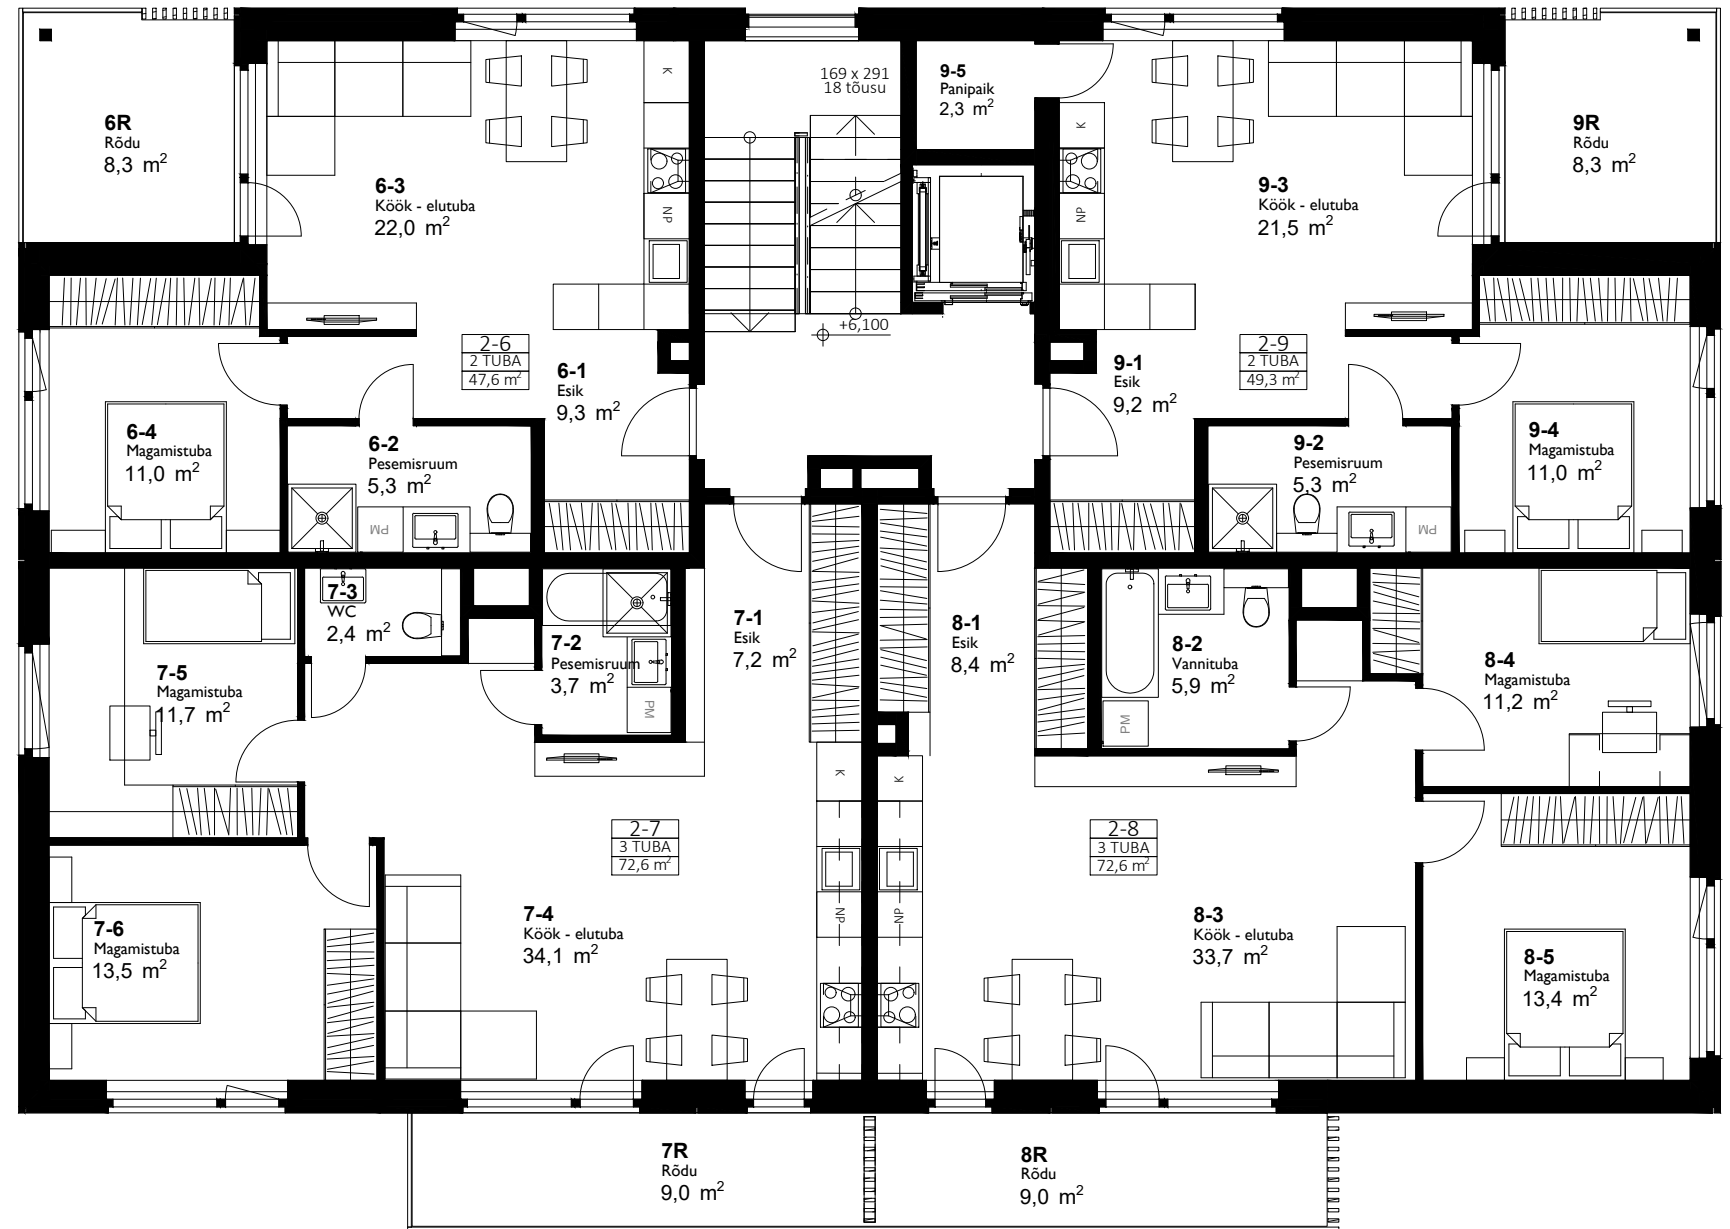 6R
Rõdu
8,3 m²
6-3
Köök - elutuba
22,0 m²
K
NP
169 x 291
18 tõusu
+6,100
9-5
Panipaik
2,3 m²
K
NP
9-3
Köök - elutuba
21,5 m²
9R
Rõdu
8,3 m²
2-6
2 TUBA
47,6 m²
6-1
Esik
9,3 m²
6-4
Magamistuba
11,0 m²
6-2
Pesemisruum
5,3 m²
PM
9-1
Esik
9,2 m²
2-9
2 TUBA
49,3 m²
9-2
Pesemisruum
5,3 m²
PM
9-4
Magamistuba
11,0 m²
7-5
Magamistuba
11,7 m²
7-3
WC
2,4 m²
7-2
Pesemisruum
3,7 m²
PM
7-1
Esik
7,2 m²
8-1
Esik
8,4 m²
8-2
Vannituba
5,9 m²
PM
8-4
Magamistuba
11,2 m²
K
K
2-7
3 TUBA
72,6 m²
2-8
3 TUBA
72,6 m²
7-6
Magamistuba
13,5 m²
7-4
Köök - elutuba
34,1 m²
NP
NP
8-3
Köök - elutuba
33,7 m²
8-5
Magamistuba
13,4 m²
7R
Rõdu
9,0 m²
8R
Rõdu
9,0 m²